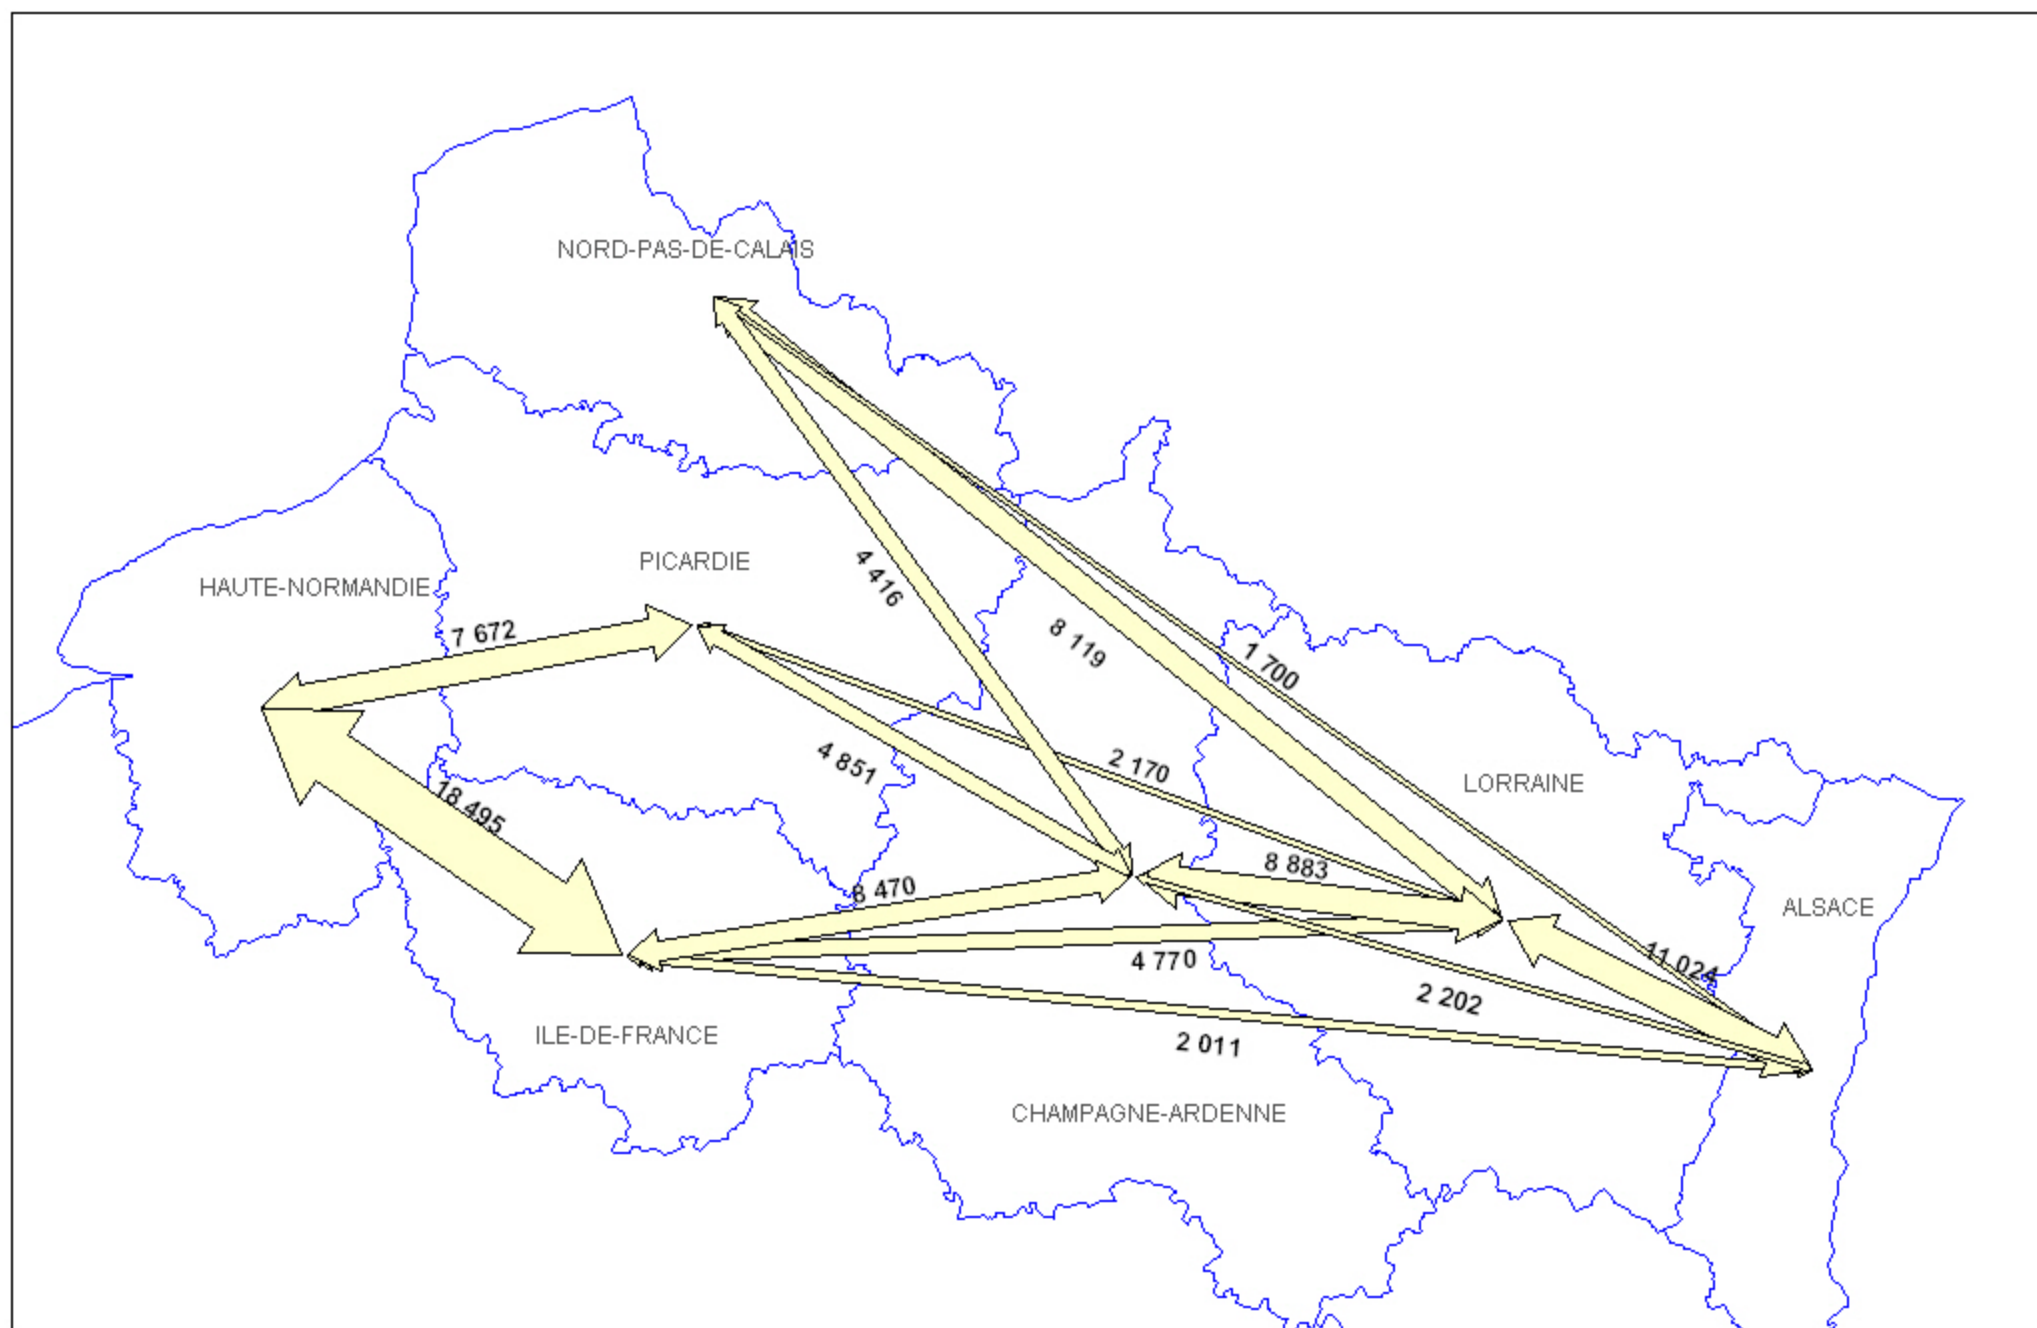 NORD-PAS-DE-CALAIS
PICARDIE
4 416
HAUTE-NORMANDIE
7 672
8 119
1 700
4 851
2 170
LORRAINE
18 495
8 883
8 470
ALSACE
4 770
11 024
2 202
ILE-DE-FRANCE
2 011
CHAMPAGNE-ARDENNE